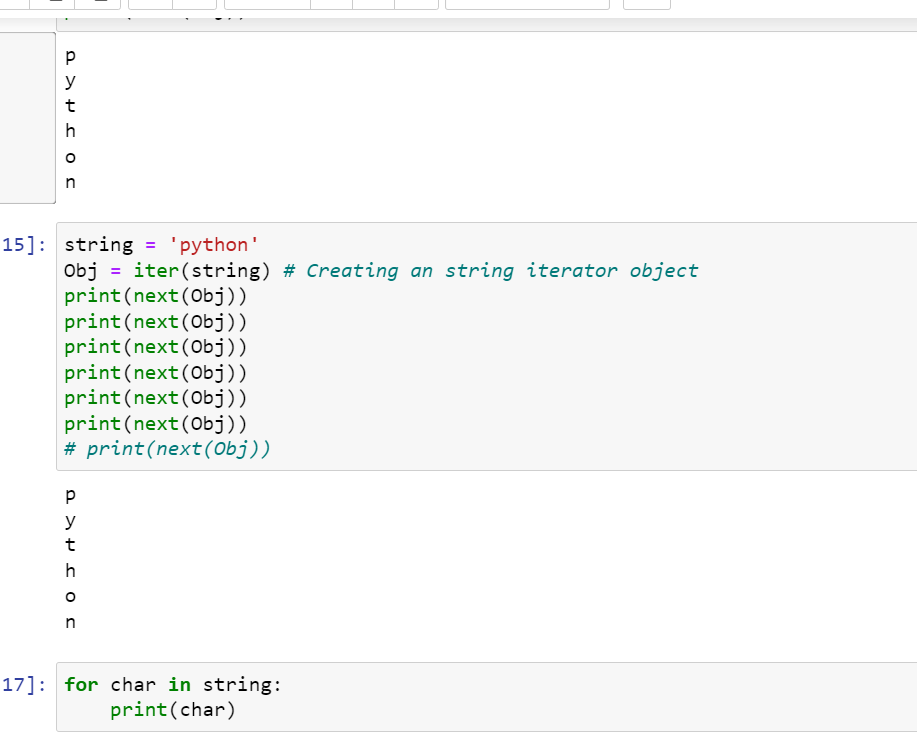 p
y
t
h
o
n
15]:
string = 'python'
Obj = iter(string) # Creating an string iterator object
print(next(Obj))
print(next(Obj))
print(next(Obj))
print(next(Obj))
print(next(Obj))
print(next(Obj))
# print(next(Obj))
p
y
t
h
o
n
17]:
for char in string:
    print(char)